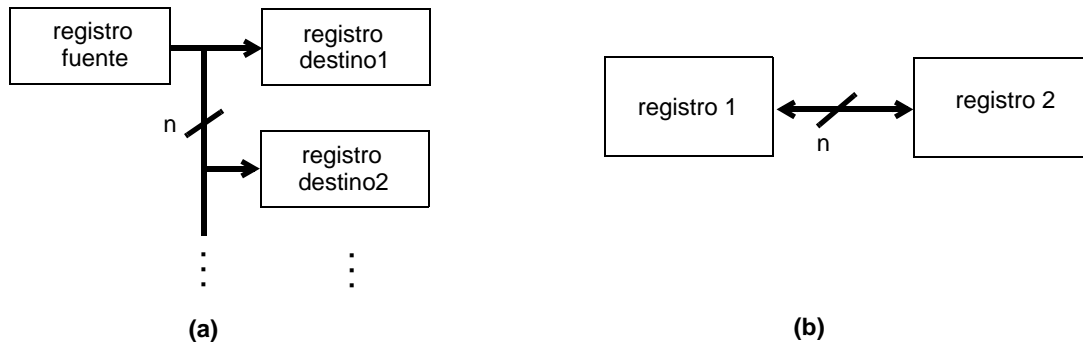 registro
fuente
registro
destino1
n
registro
destino2
(a)
registro 1
registro 2
n
(b)